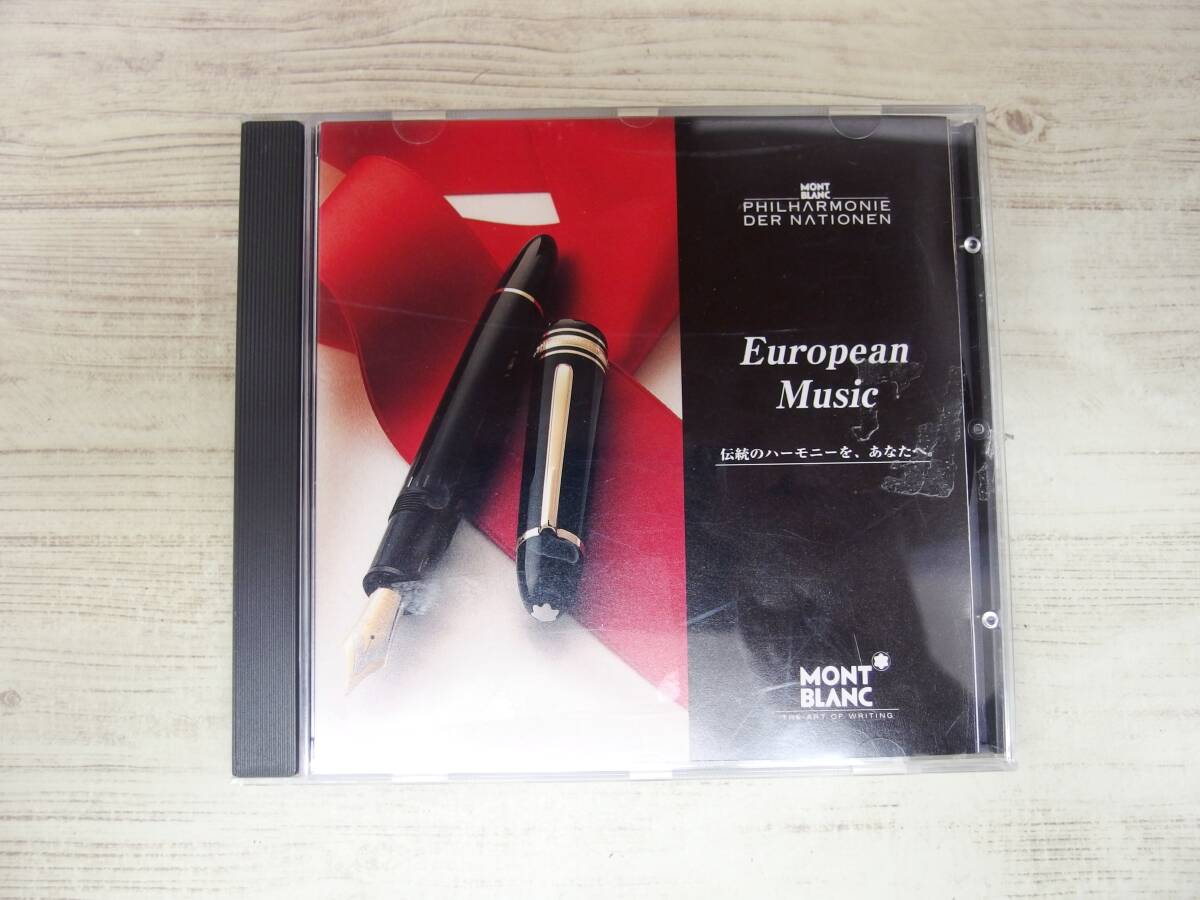 MONT
BLANC
PHILHARMONIE
DER NATIONEN
European
Music
伝統のハーモニーを、あなたへ。
MONT
BLANC
THE ART OF WRITING